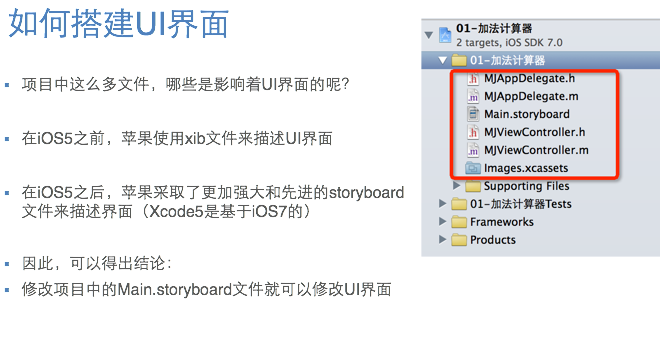 如何搭建UI界面
项目中这么多文件，哪些是影响着UI界面的呢？
在iOS5之前，苹果使用xib文件来描述UI界面
在iOS5之后，苹果采取了更加强大和先进的storyboard
文件来描述界面（Xcode5是基于iOS7的）
因此，可以得出结论：
修改项目中的Main.storyboard文件就可以修改UI界面
01-加法计算器
2 targets, iOS SDK 7.0
01-加法计算器
MJAppDelegate.h
MJAppDelegate.m
Main.storyboard
MJViewController.h
MJViewController.m
Images.xcassets
Supporting Files
01-加法计算器Tests
Frameworks
Products